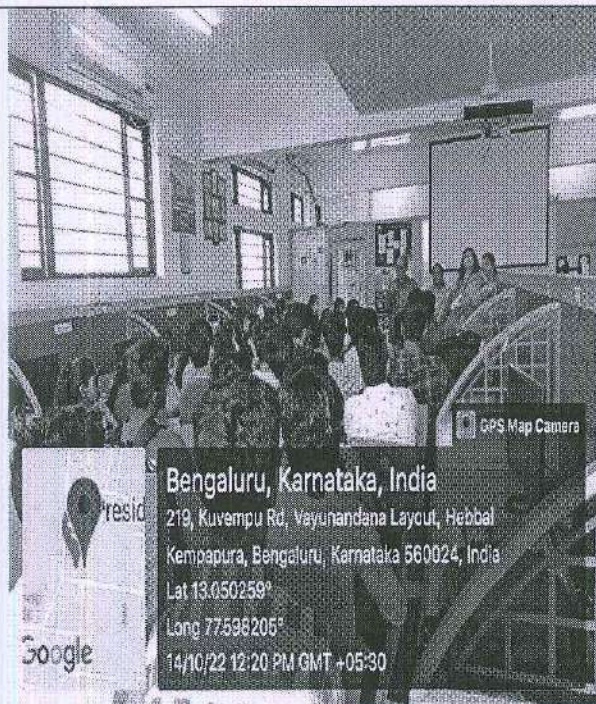 GPS Map Camera
Presid
Google
Bengaluru, Karnataka, India
219, Kuvempu Rd, Vayunandana Layout, Hebbal
Kempapura, Bengaluru, Karnataka 560024, India
Lat 13.050259°
Long 77.598205°
14/10/22 12:20 PM GMT +05:30